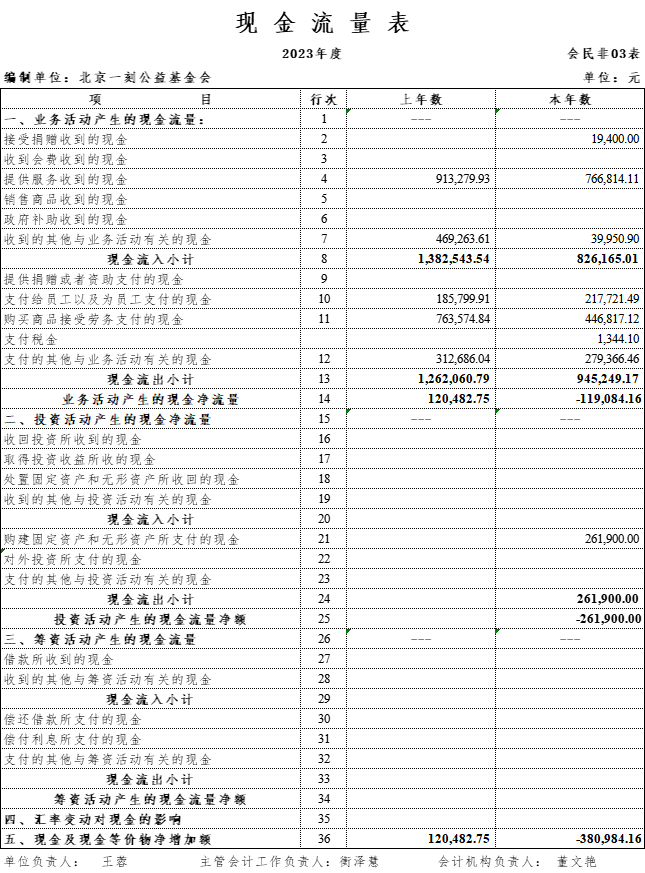 现金流量表
2023年度 会民非03表
编制单位：北京一刻公益基金会 单位：元
项 目 行次 上年数 本年数
一、业务活动产生的现金流量： 1 --- ---
接受捐赠收到的现金 2 19,400.00
收到会费收到的现金 3
提供服务收到的现金 4 913,279.93 766,814.11
销售商品收到的现金 5
政府补助收到的现金 6
收到的其他与业务活动有关的现金 7 469,263.61 39,950.90
现金流入小计 8 1,382,543.54 826,165.01
提供捐赠或者资助支付的现金 9
支付给员工以及为员工支付的现金 10 185,799.91 217,721.49
购买商品接受劳务支付的现金 11 763,574.84 446,817.12
支付税金 1,344.10
支付的其他与业务活动有关的现金 12 312,686.04 279,366.46
现金流出小计 13 1,262,060.79 945,249.17
业务活动产生的现金净流量 14 120,482.75 -119,084.16
二、投资活动产生的现金净流量 15 --- ---
收回投资所收到的现金 16
取得投资收益所收的现金 17
处置固定资产和无形资产所收回的现金 18
收到的其他与投资活动有关的现金 19
现金流入小计 20
购建固定资产和无形资产所支付的现金 21 261,900.00
对外投资所支付的现金 22
支付的其他与投资活动有关的现金 23
现金流出小计 24 261,900.00
投资活动产生的现金流量净额 25 -261,900.00
三、筹资活动产生的现金流量 26 --- ---
借款所收到的现金 27
收到的其他与筹资活动有关的现金 28
现金流入小计 29
偿还借款所支付的现金 30
偿付利息所支付的现金 31
支付的其他与筹资活动有关的现金 32
现金流出小计 33
筹资活动产生的现金流量净额 34
四、汇率变动对现金的影响 35
五、现金及现金等价物净增加额 36 120,482.75 -380,984.16
单位负责人： 王蓉 主管会计工作负责人：衡泽慧 会计机构负责人： 董文艳